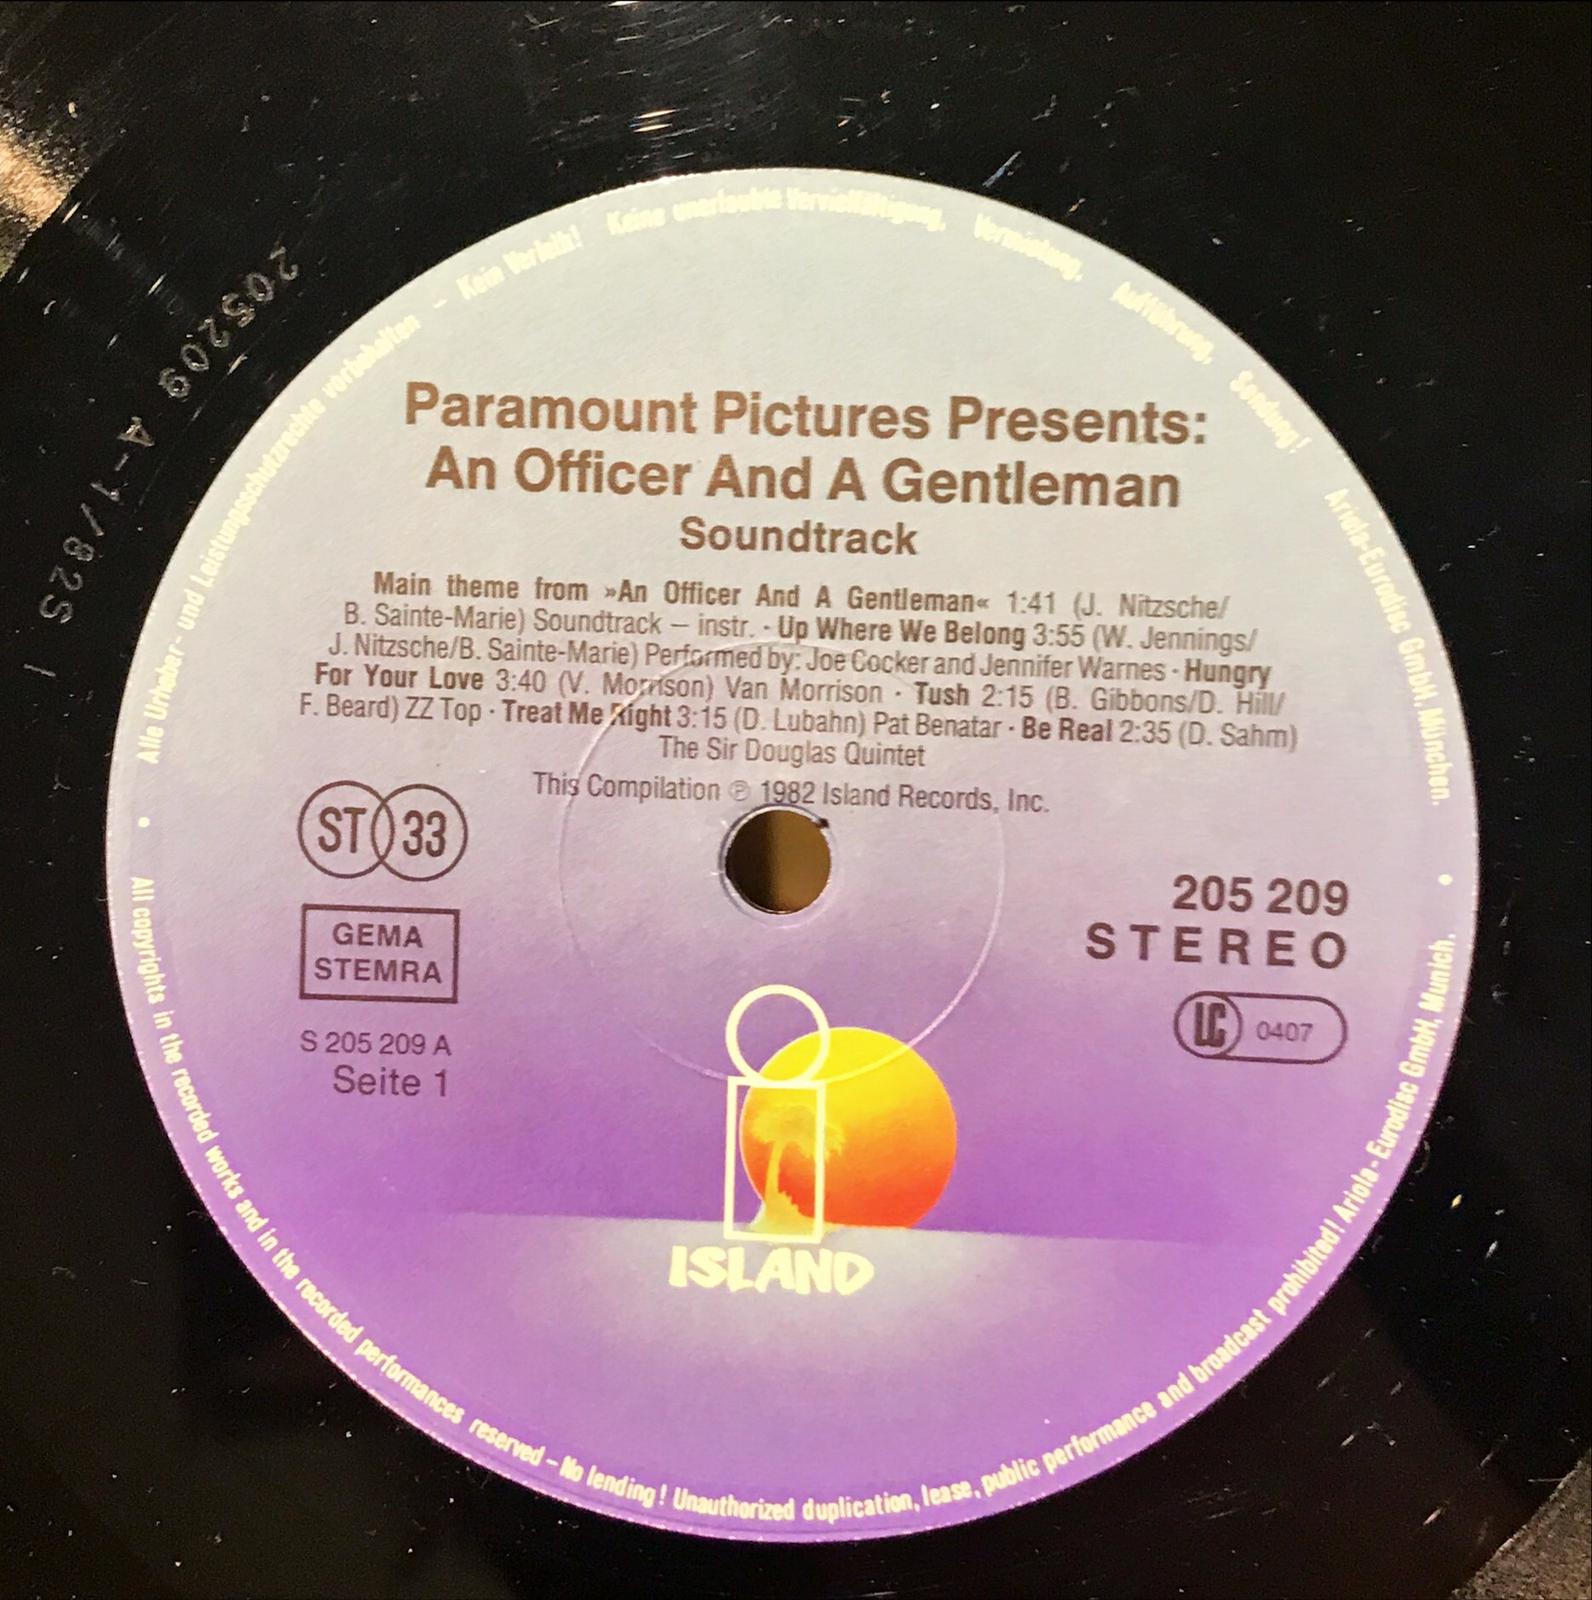 Alle Urheber- und Leistungsschutzrechte vorbehalten – Kein Verleih! Keine unerlaubte Vervielfältigung, Vermietung, Aufführung, Sendung! Ariola-Eurodisc GmbH. München.
205209 A-1/82S 1
Paramount Pictures Presents:
An Officer And A Gentleman
Soundtrack
Main theme from »An Officer And A Gentleman« 1:41 (J. Nitzsche/
B. Sainte-Marie) Soundtrack – instr. · Up Where We Belong 3:55 (W. Jennings/
J. Nitzsche/B. Sainte-Marie) Performed by: Joe Cocker and Jennifer Warnes · Hungry
For Your Love 3:40 (V. Morrison) Van Morrison · Tush 2:15 (B. Gibbons/D. Hill/
F. Beard) ZZ Top · Treat Me Right 3:15 (D. Lubahn) Pat Benatar · Be Real 2:35 (D. Sahm)
The Sir Douglas Quintet
This Compilation ℗ 1982 Island Records, Inc.
ST 33
GEMA
STEMRA
S 205 209 A
Seite 1
205 209
STEREO
LC 0407
ISLAND
All copyrights in the recorded works and in the recorded performances reserved – No lending! Unauthorized duplication, lease, public performance and broadcast prohibited! Ariola-Eurodisc GmbH, Munich.